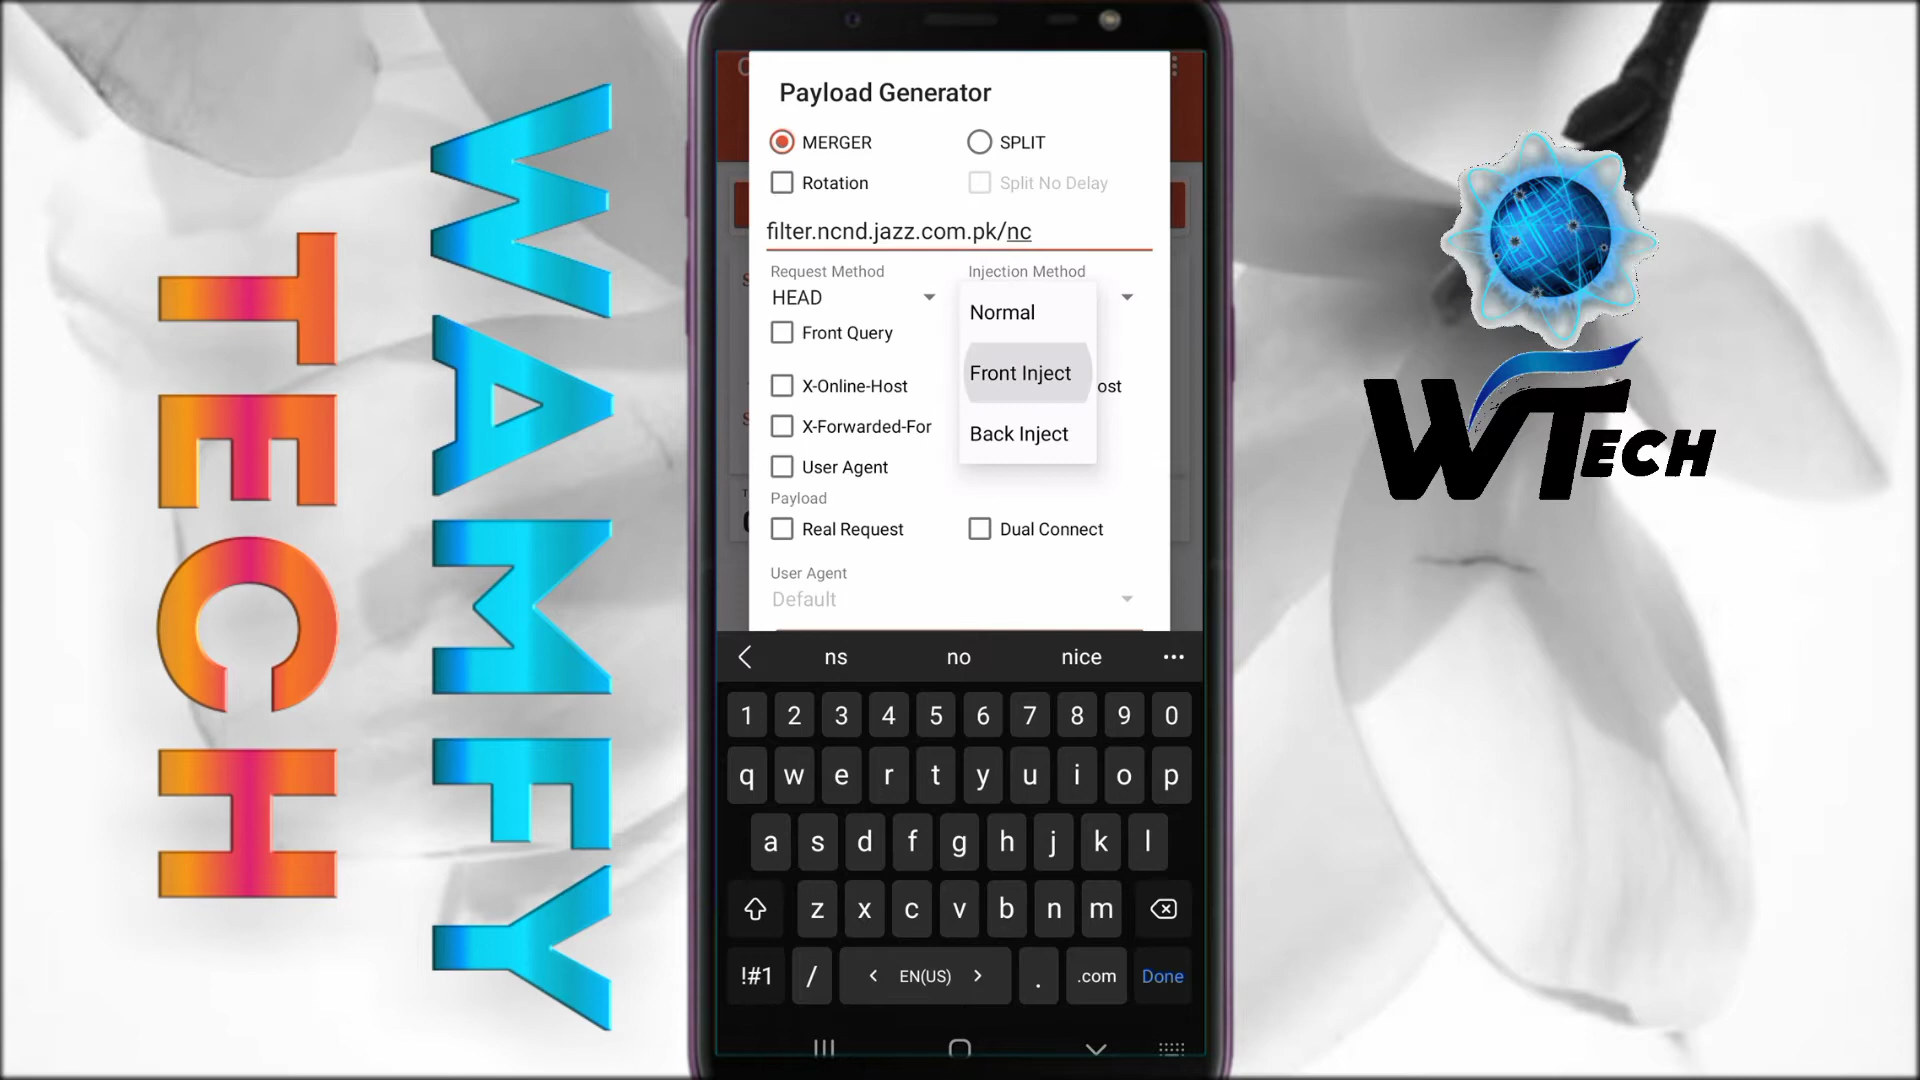 WAMFY
TECH
Payload Generator
MERGER
SPLIT
Rotation
Split No Delay
filter.ncnd.jazz.com.pk/nc
Request Method
Injection Method
HEAD
Normal
Front Query
Front Inject
X-Online-Host
ost
X-Forwarded-For
Back Inject
User Agent
Payload
Real Request
Dual Connect
User Agent
Default
ns no nice
1 2 3 4 5 6 7 8 9 0
q w e r t y u i o p
a s d f g h j k l
z x c v b n m
!#1 / < EN(US) > . .com Done
WTECH